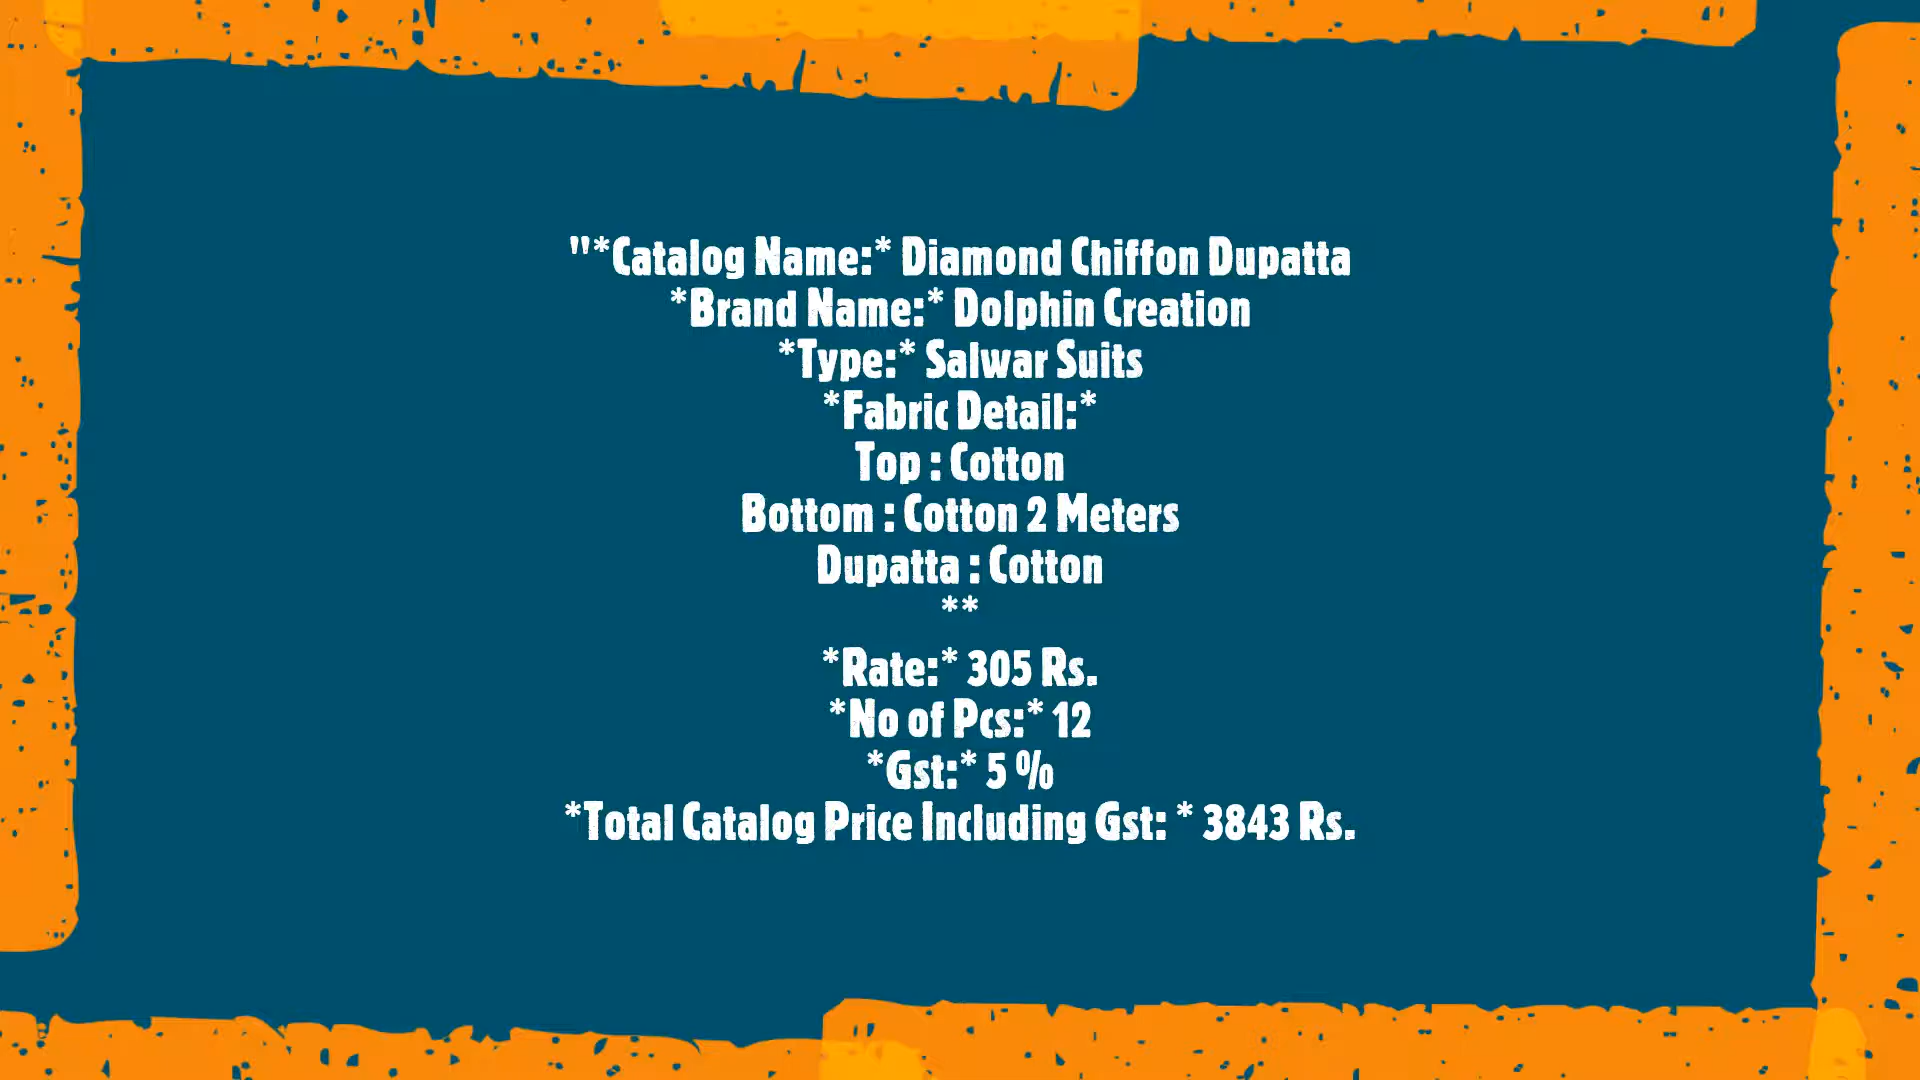 "*Catalog Name:* Diamond Chiffon Dupatta
*Brand Name:* Dolphin Creation
*Type:* Salwar Suits
*Fabric Detail:*
Top : Cotton
Bottom : Cotton 2 Meters
Dupatta : Cotton
**
*Rate:* 305 Rs.
*No of Pcs:* 12
*Gst:* 5 %
*Total Catalog Price Including Gst: * 3843 Rs.